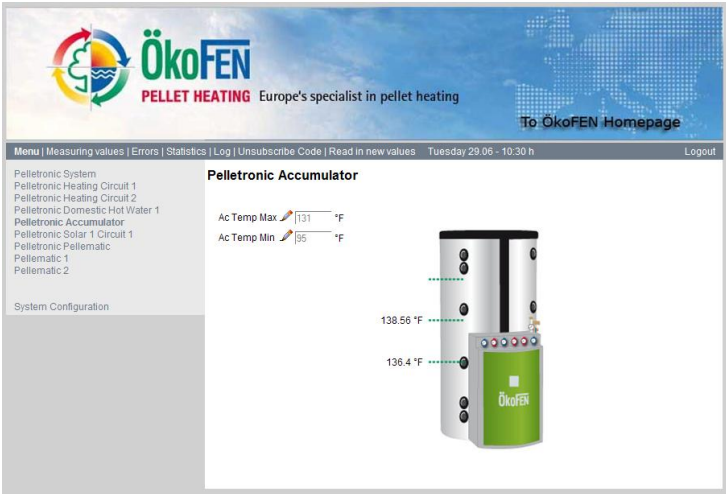 ÖkoFEN
PELLET HEATING Europe's specialist in pellet heating
To ÖkoFEN Homepage
Menu | Measuring values | Errors | Statistics | Log | Unsubscribe Code | Read in new values Tuesday 29.06 - 10:30 h Logout
Pelletronic System
Pelletronic Heating Circuit 1
Pelletronic Heating Circuit 2
Pelletronic Domestic Hot Water 1
Pelletronic Accumulator
Pelletronic Solar 1 Circuit 1
Pelletronic Pellematic
Pellematic 1
Pellematic 2
System Configuration
Pelletronic Accumulator
Ac Temp Max 131 °F
Ac Temp Min 95 °F
138.56 °F
136.4 °F
ÖkoFEN